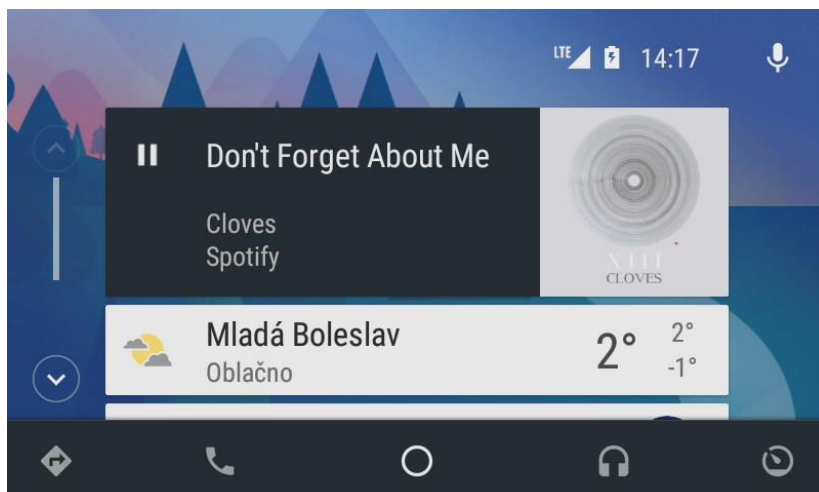 LTE 14:17
Don't Forget About Me
Cloves
Spotify
XIII
CLOVES
Mladá Boleslav
Oblačno
2°
2°
-1°